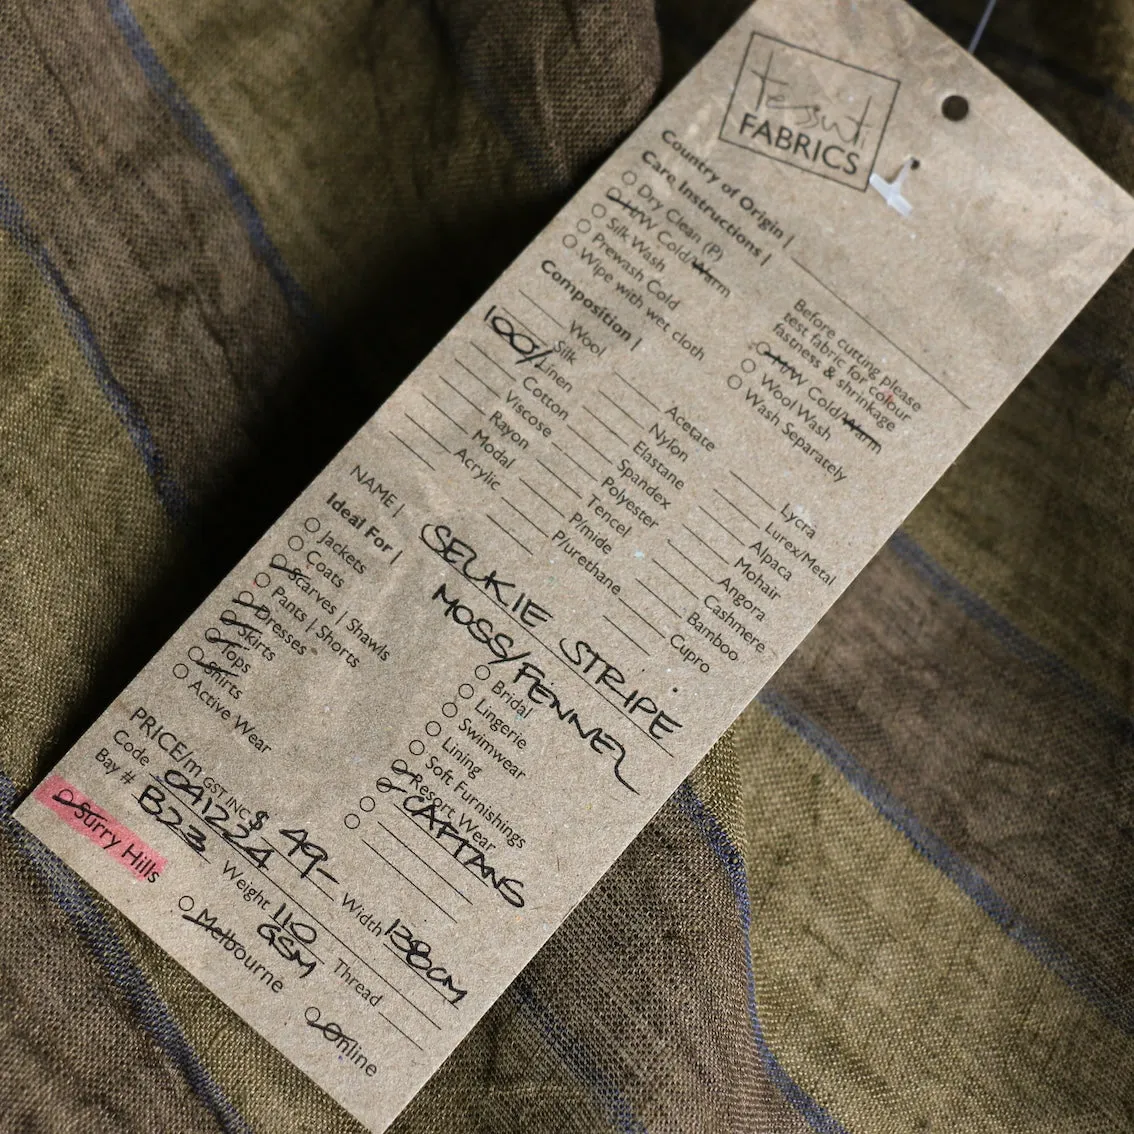 tessuti
FABRICS
Country of Origin |
Care Instructions |
Dry Clean (P)
H/W Cold/Warm
Silk Wash
Prewash Cold
Wipe with wet cloth
Before cutting please
test fabric for colour
fastness & shrinkage
H/W Cold/Warm
Wool Wash
Wash Separately
Composition |
Wool
Silk
100% Linen
Cotton
Viscose
Rayon
Modal
Acrylic
Acetate
Nylon
Elastane
Spandex
Polyester
Tencel
P/mide
P/urethane
Lycra
Lurex/Metal
Alpaca
Mohair
Angora
Cashmere
Bamboo
Cupro
NAME | SELKIE STRIPE
MOSS/FENNEL
Ideal For |
Jackets
Coats
Scarves | Shawls
Pants | Shorts
Dresses
Skirts
Tops
Shirts
Active Wear
Bridal
Lingerie
Swimwear
Lining
Soft Furnishings
Resort Wear
CAFTANS
PRICE/m GST INC $ 49-
Code 041224
Bay # B23
Width 138CM
Weight 110 GSM
Thread
Surry Hills
Melbourne
Online